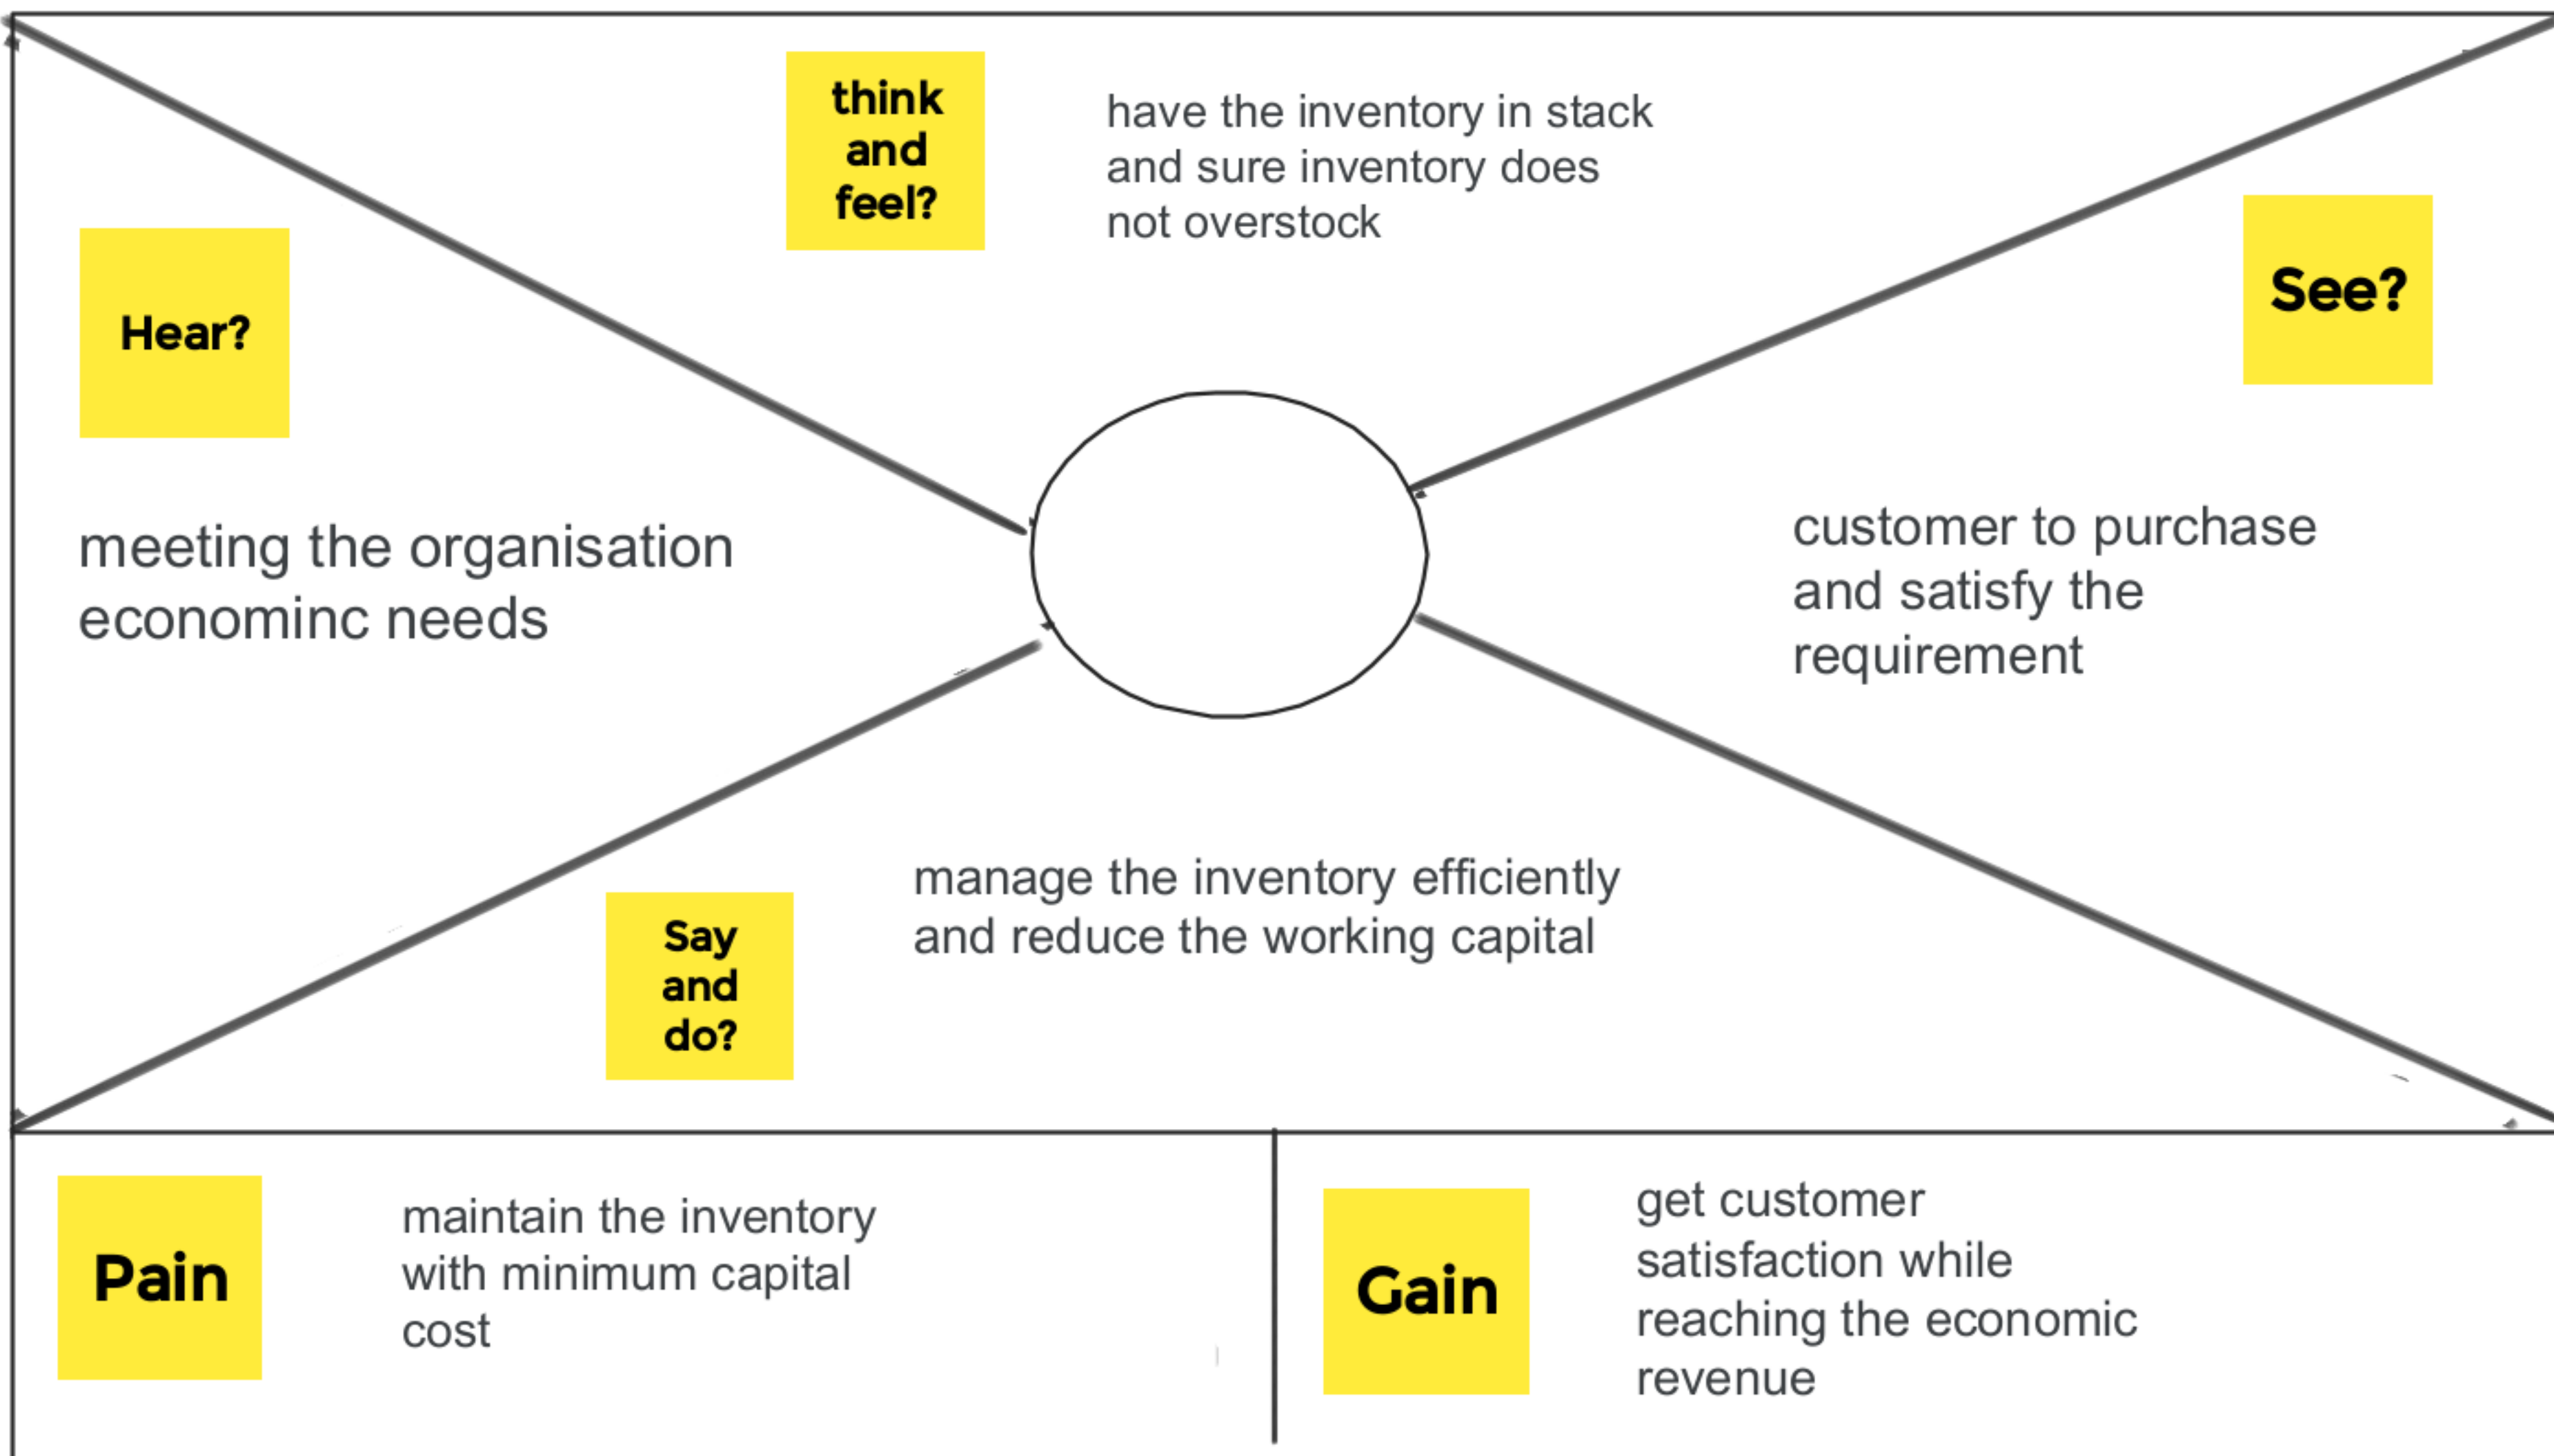 think
and
feel?
have the inventory in stack
and sure inventory does
not overstock
Hear?
meeting the organisation
econominc needs
See?
customer to purchase
and satisfy the
requirement
Say
and
do?
manage the inventory efficiently
and reduce the working capital
Pain
maintain the inventory
with minimum capital
cost
Gain
get customer
satisfaction while
reaching the economic
revenue